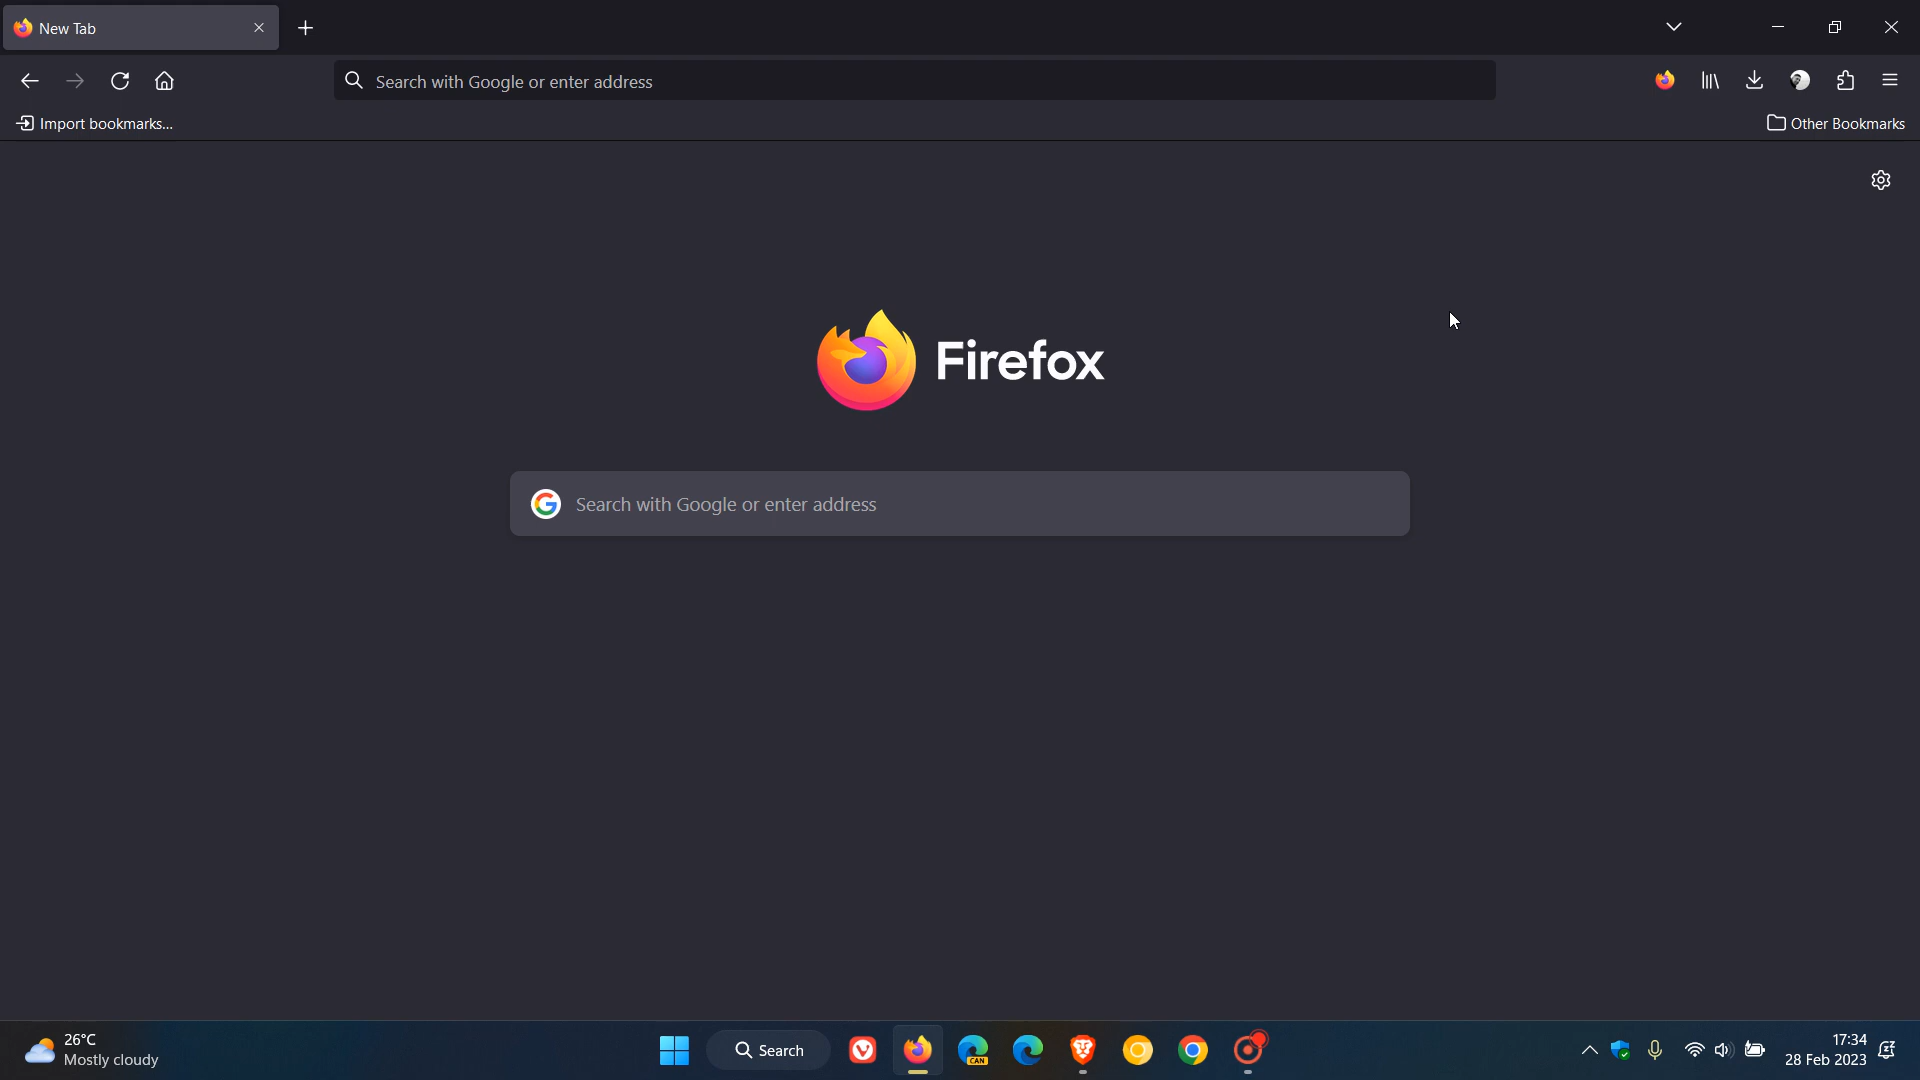 New Tab
Search with Google or enter address
Import bookmarks...
Other Bookmarks
Firefox
Search with Google or enter address
26°C
Mostly cloudy
Search
CAN
17:34
28 Feb 2023